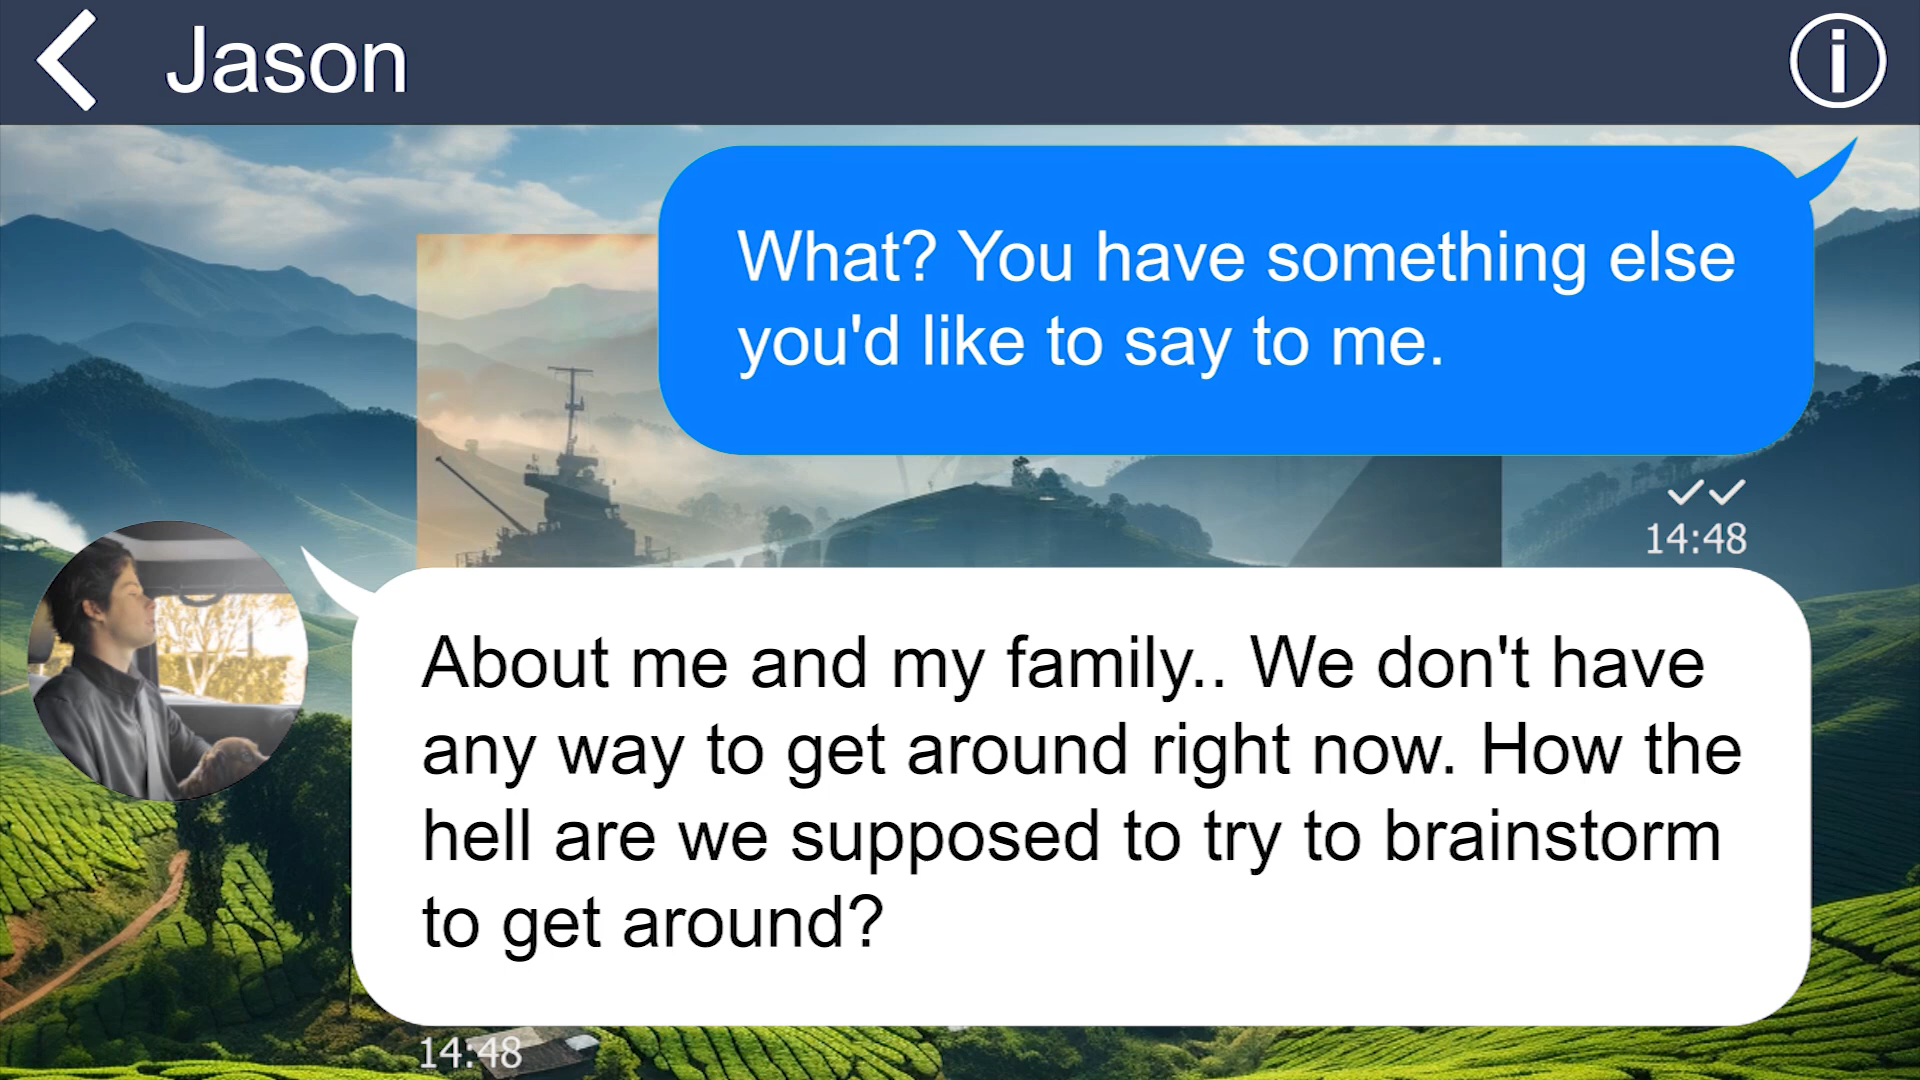 Jason
What? You have something else
you'd like to say to me.
14:48
About me and my family.. We don't have
any way to get around right now. How the
hell are we supposed to try to brainstorm
to get around?
14:48